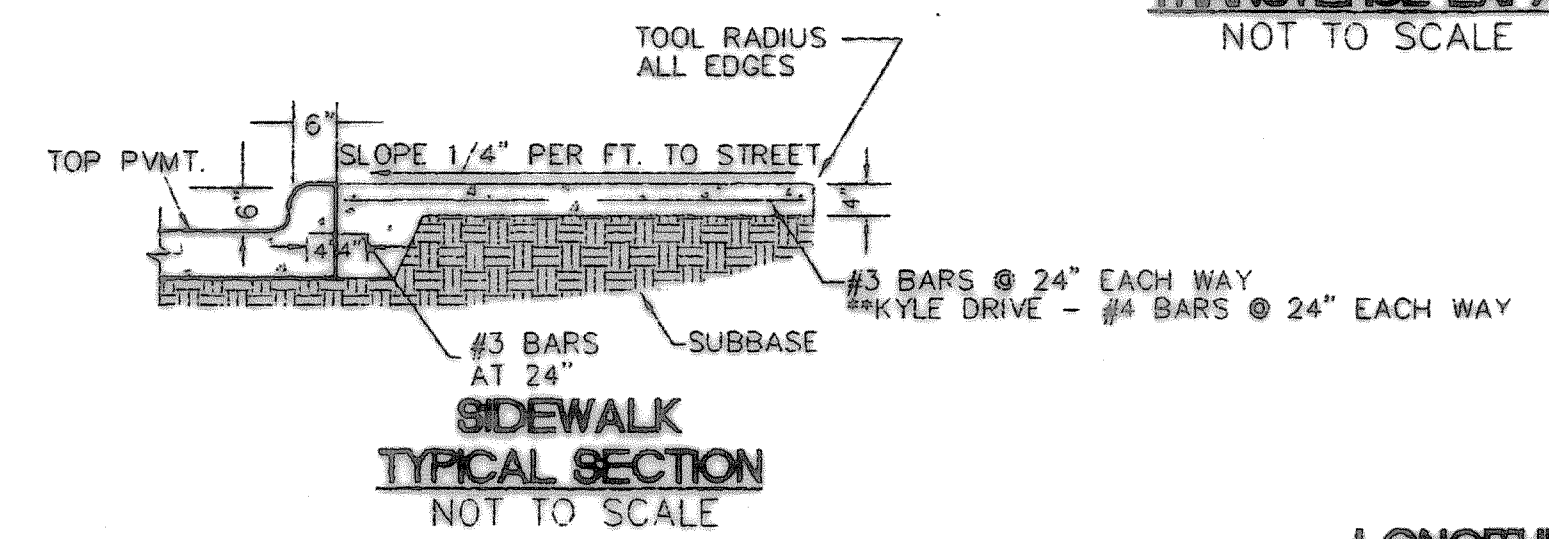 NOT TO SCALE
TOOL RADIUS
ALL EDGES
6"
TOP PVMT.
SLOPE 1/4" PER FT. TO STREET
6"
4"
4"
4"
#3 BARS @ 24" EACH WAY
**KYLE DRIVE - #4 BARS @ 24" EACH WAY
#3 BARS
AT 24"
SUBBASE
SIDEWALK
TYPICAL SECTION
NOT TO SCALE